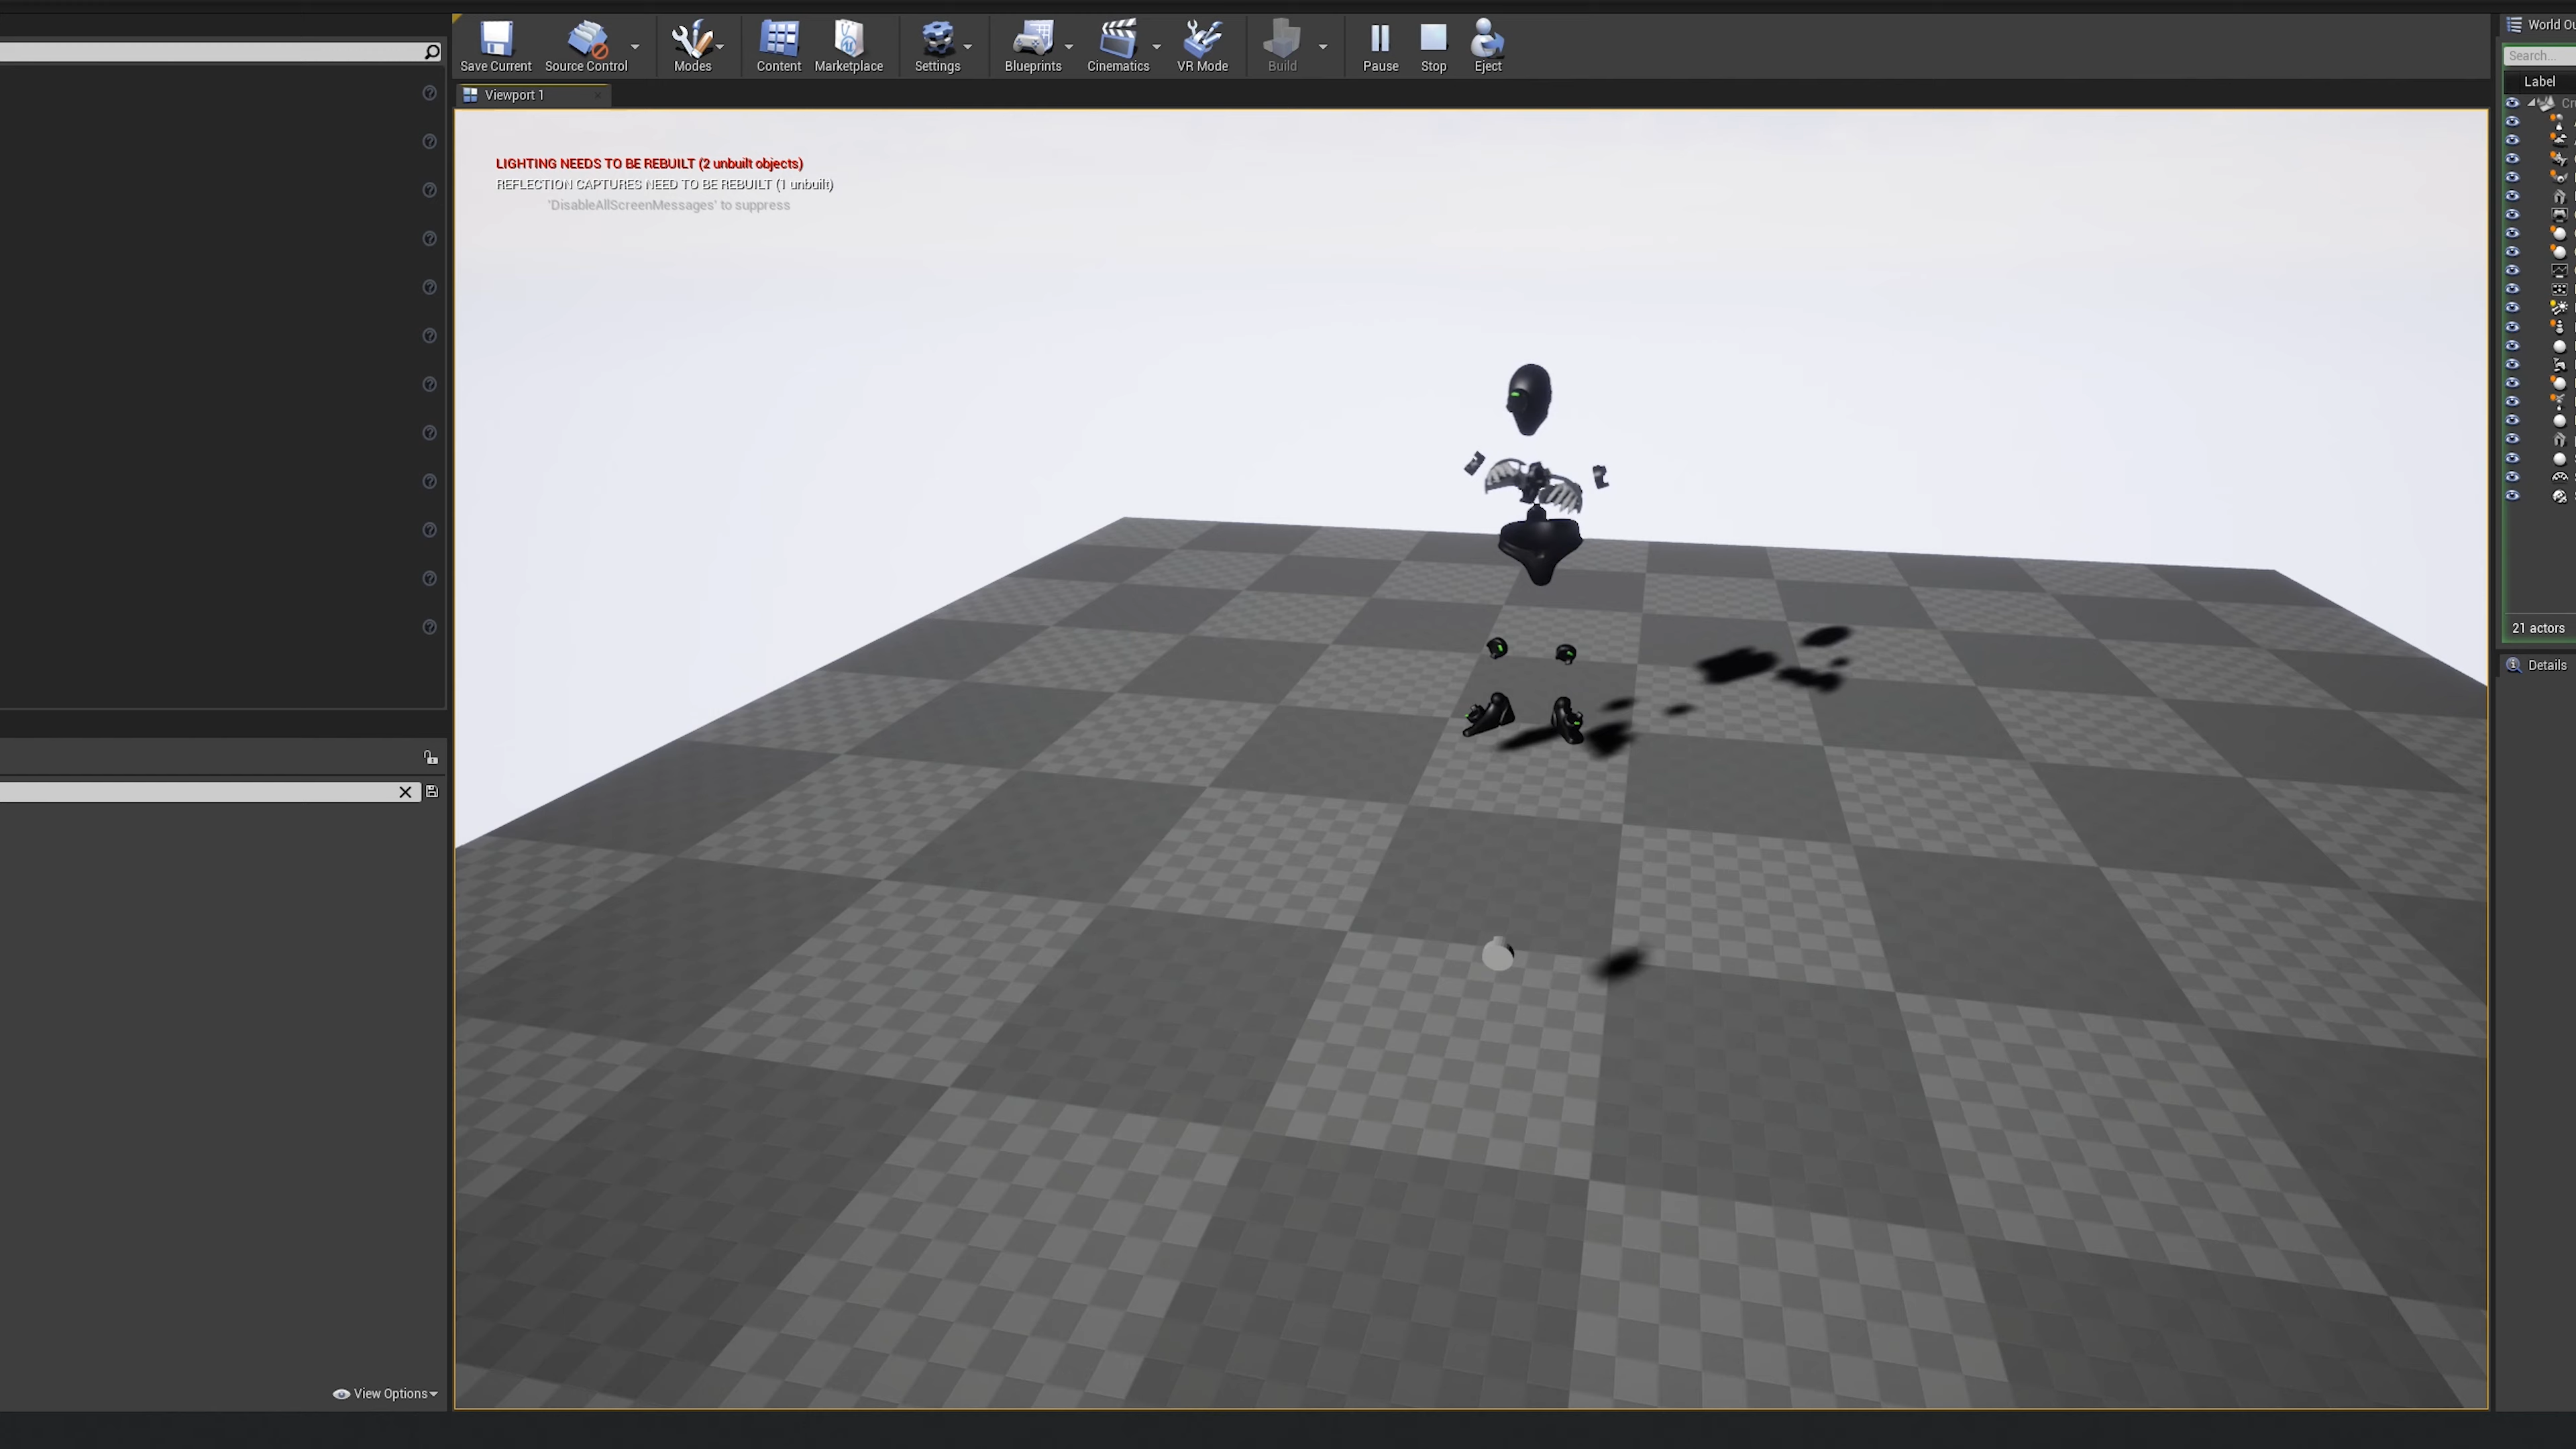 Save Current Source Control Modes Content Marketplace Settings Blueprints Cinematics VR Mode Build Pause Stop Eject
World Ou
Search...
Viewport 1
Label
LIGHTING NEEDS TO BE REBUILT (2 unbuilt objects)
REFLECTION CAPTURES NEED TO BE REBUILT (1 unbuilt)
'DisableAllScreenMessages' to suppress
21 actors
Details
View Options